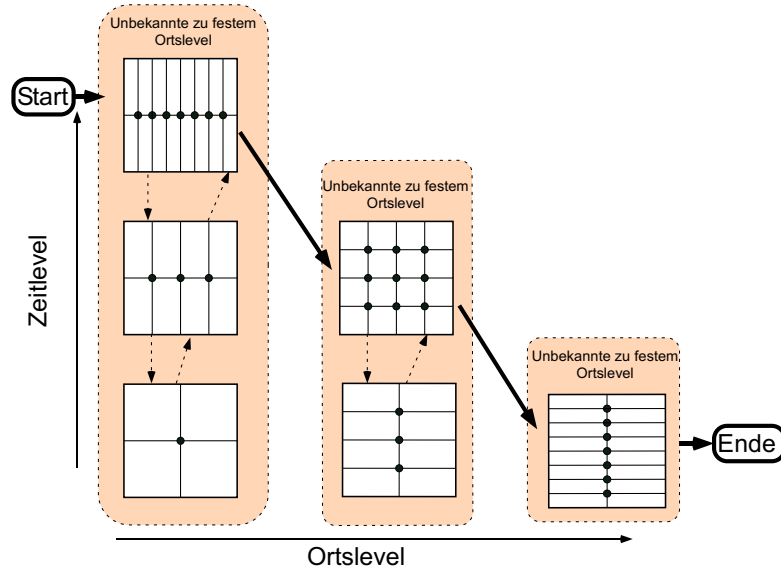 Unbekannte zu festem
Ortslevel
Start
Unbekannte zu festem
Ortslevel
Zeitlevel
Unbekannte zu festem
Ortslevel
Ende
Ortslevel